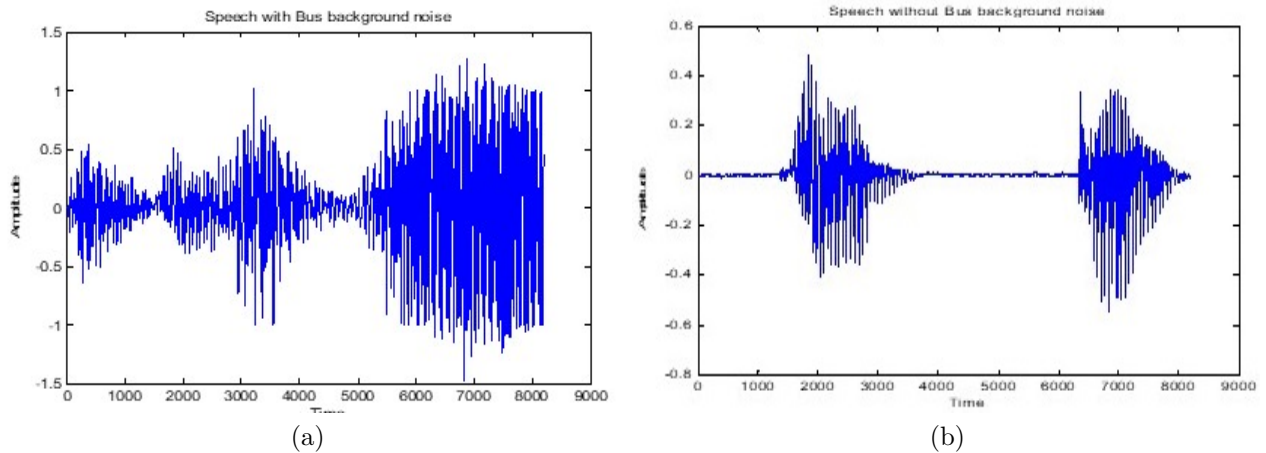 Speech with Bus background noise
1.5
1
0.5
0
-0.5
-1
-1.5
Amplitude
0 1000 2000 3000 4000 5000 6000 7000 8000 9000
Time
(a)
Speech without Bus background noise
0.6
0.4
0.2
0
-0.2
-0.4
-0.6
-0.8
Amplitude
0 1000 2000 3000 4000 5000 6000 7000 8000 9000
Time
(b)